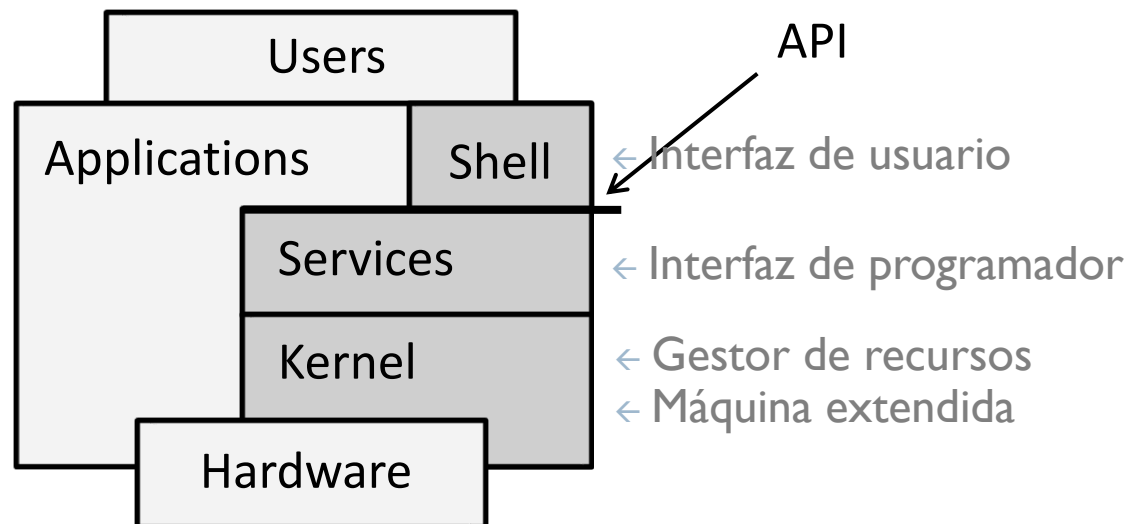 Users
API
Applications
Shell
← Interfaz de usuario
Services
← Interfaz de programador
Kernel
← Gestor de recursos
← Máquina extendida
Hardware